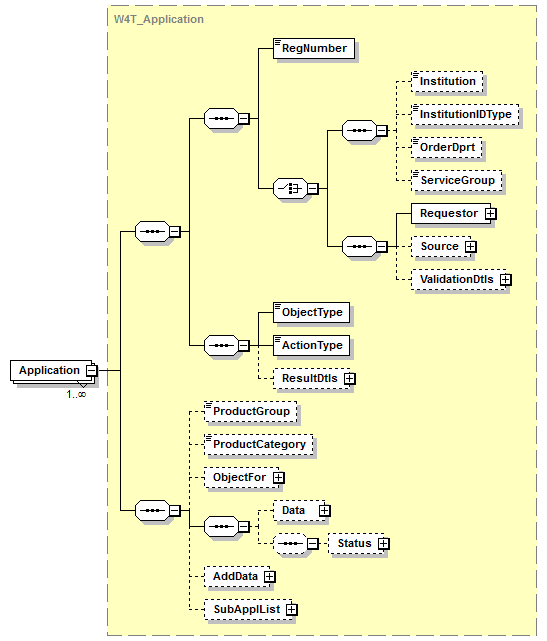 W4T_Application
RegNumber
Institution
InstitutionIDType
OrderDprt
ServiceGroup
Requestor
Source
ValidationDtls
ObjectType
ActionType
ResultDtls
Application
1..∞
ProductGroup
ProductCategory
ObjectFor
Data
Status
AddData
SubApplList